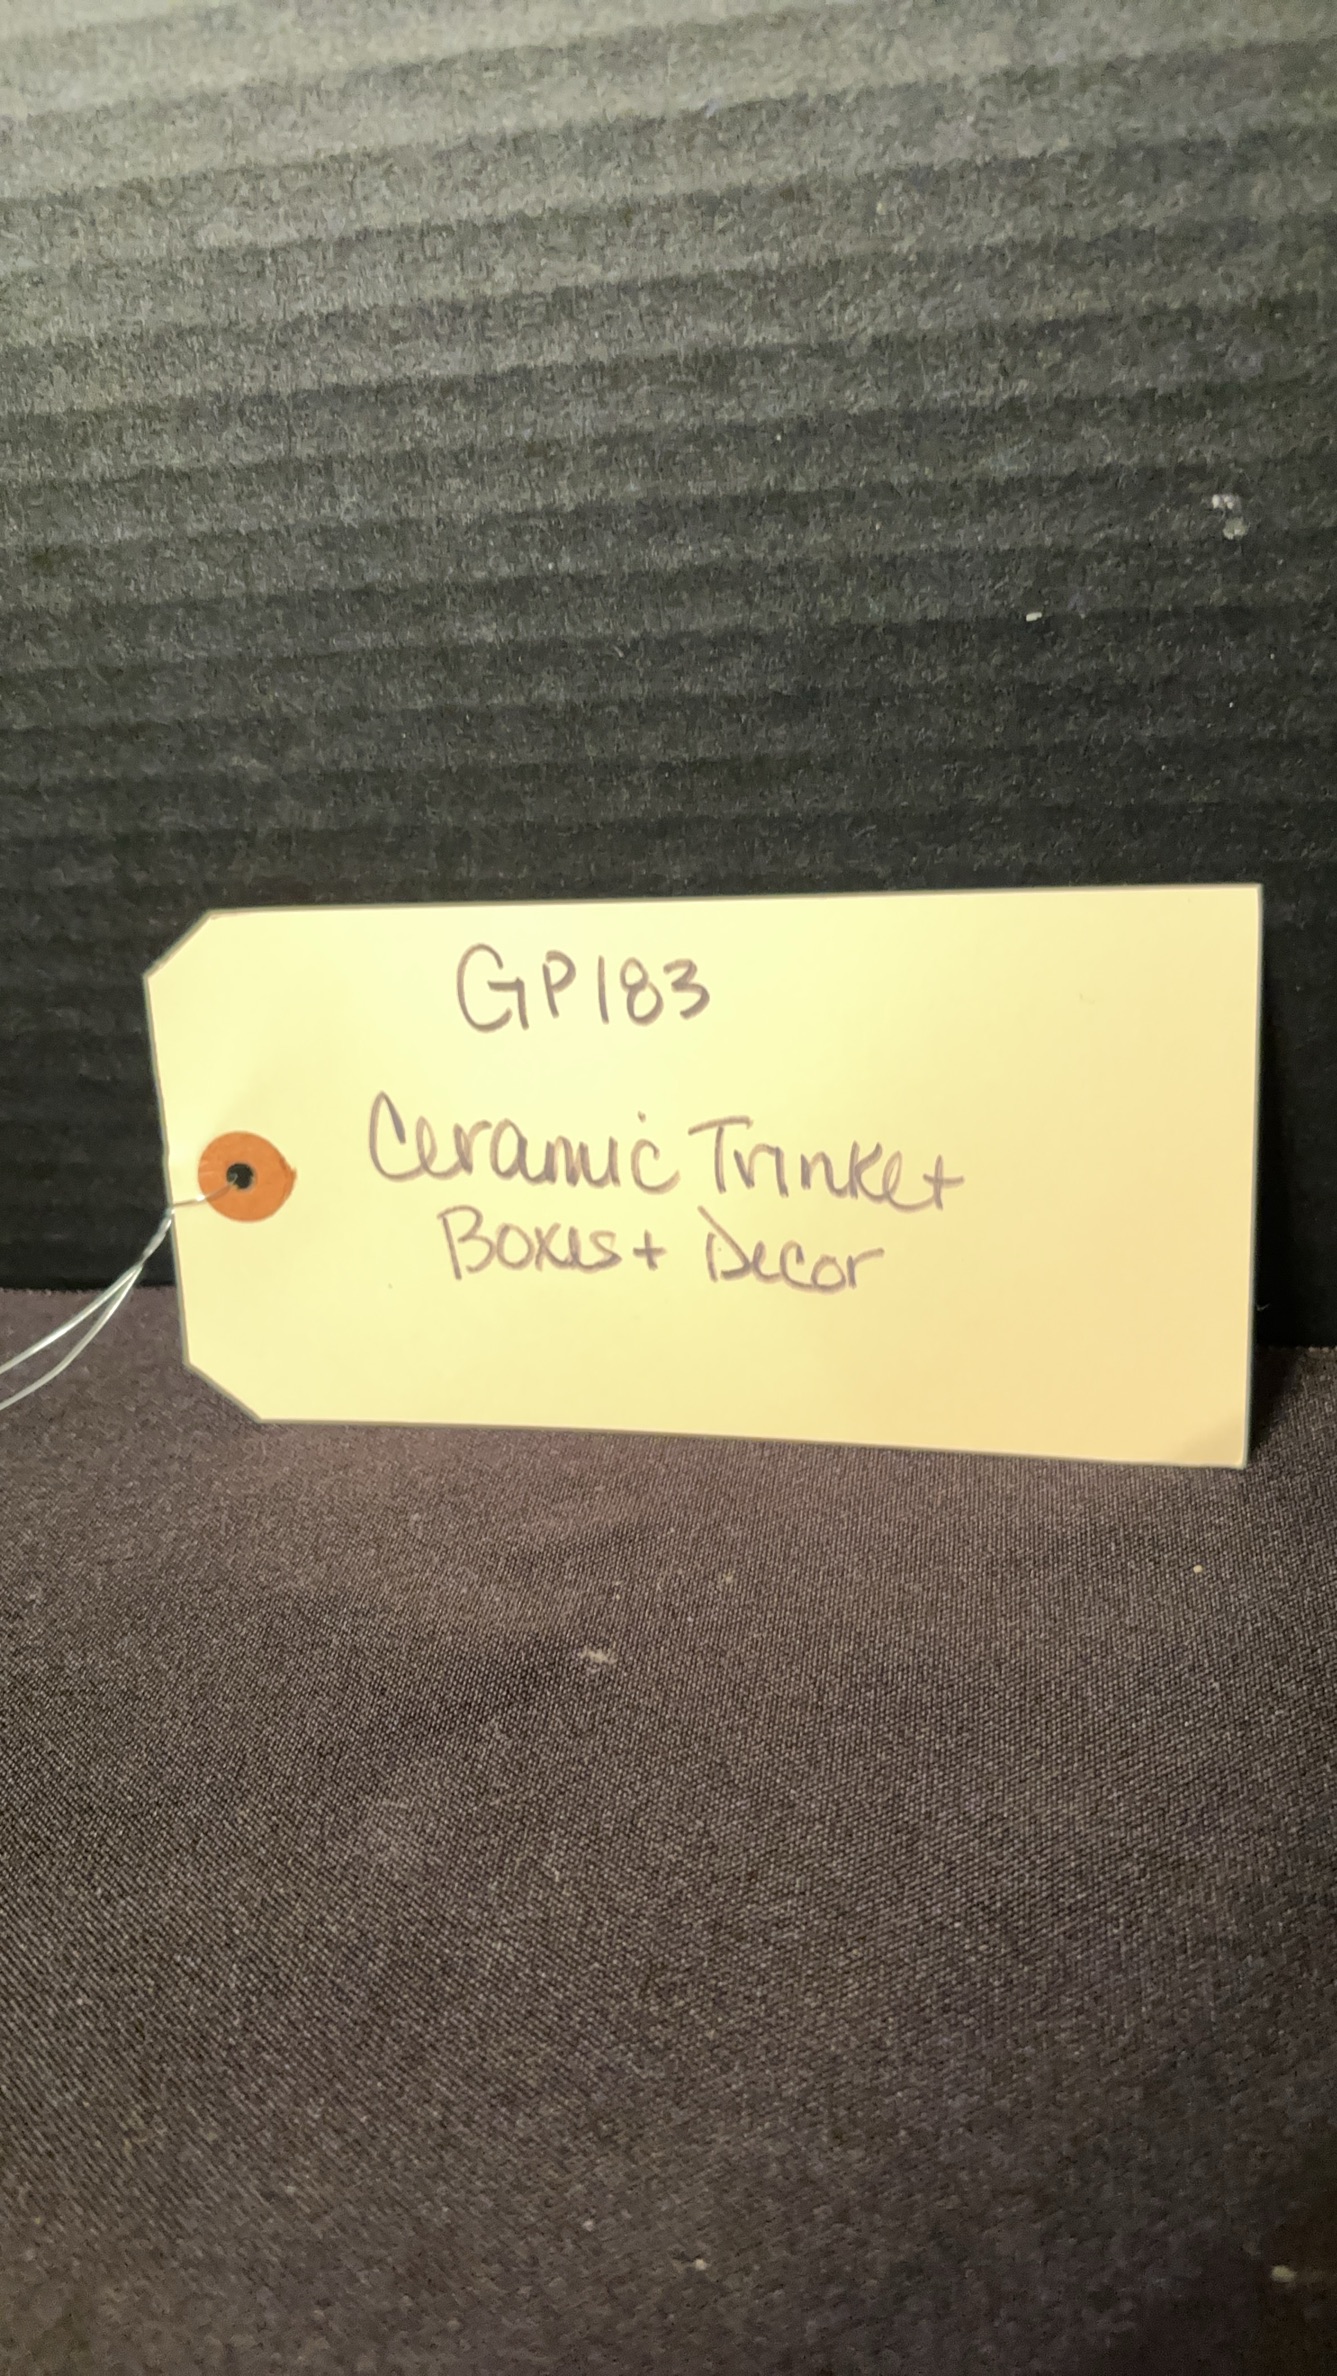 GP183
Ceramic Trinket
Boxes + Decor